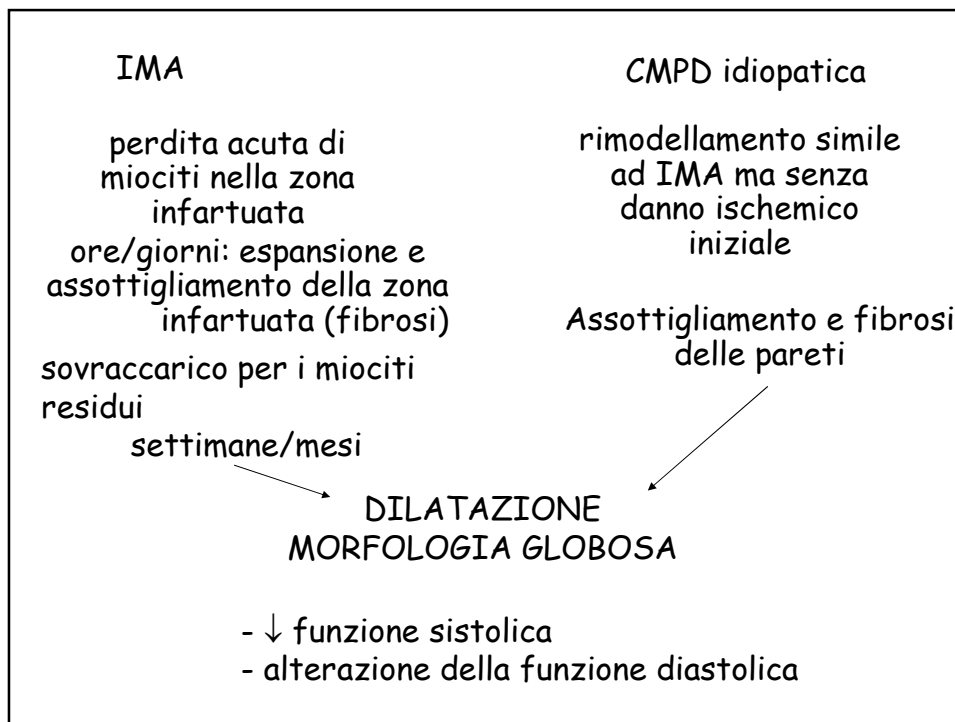 IMA
perdita acuta di
miociti nella zona
infartuata
ore/giorni: espansione e
assottigliamento della zona
infartuata (fibrosi)
sovraccarico per i miociti
residui
settimane/mesi
CMPD idiopatica
rimodellamento simile
ad IMA ma senza
danno ischemico
iniziale
Assottigliamento e fibrosi
delle pareti
DILATAZIONE
MORFOLOGIA GLOBOSA
- ↓ funzione sistolica
- alterazione della funzione diastolica